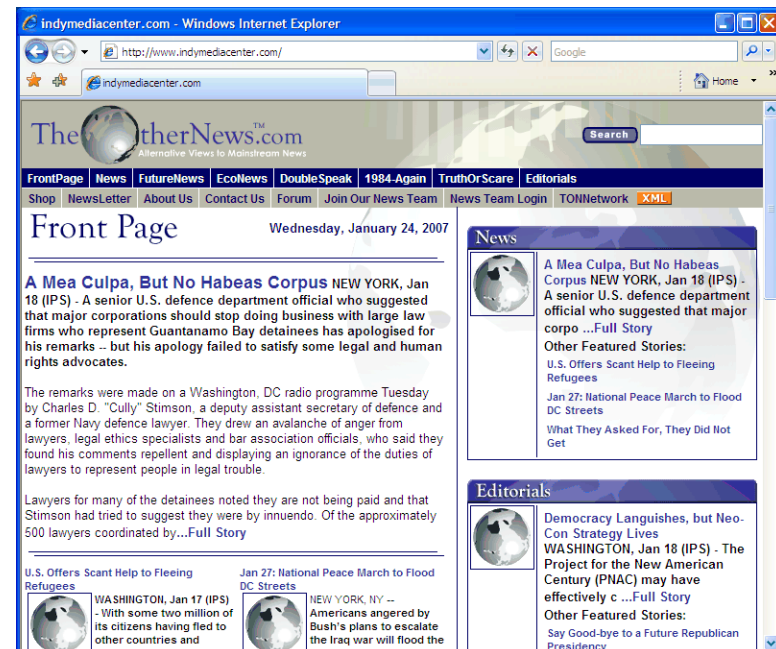 indymediacenter.com - Windows Internet Explorer
http://www.indymediacenter.com/
Google
indymediacenter.com
Home
TheOtherNews.com™
Alternative Views to Mainstream News
Search
FrontPage News FutureNews EcoNews DoubleSpeak 1984-Again TruthOrScare Editorials
Shop NewsLetter About Us Contact Us Forum Join Our News Team News Team Login TONNetwork XML
Front Page
Wednesday, January 24, 2007
A Mea Culpa, But No Habeas Corpus NEW YORK, Jan
18 (IPS) - A senior U.S. defence department official who suggested
that major corporations should stop doing business with large law
firms who represent Guantanamo Bay detainees has apologised for
his remarks -- but his apology failed to satisfy some legal and human
rights advocates.
The remarks were made on a Washington, DC radio programme Tuesday
by Charles D. "Cully" Stimson, a deputy assistant secretary of defence and
a former Navy defence lawyer. They drew an avalanche of anger from
lawyers, legal ethics specialists and bar association officials, who said they
found his comments repellent and displaying an ignorance of the duties of
lawyers to represent people in legal trouble.
Lawyers for many of the detainees noted they are not being paid and that
Stimson had tried to suggest they were by innuendo. Of the approximately
500 lawyers coordinated by...Full Story
U.S. Offers Scant Help to Fleeing
Refugees
WASHINGTON, Jan 17 (IPS)
- With some two million of
its citizens having fled to
other countries and
Jan 27: National Peace March to Flood
DC Streets
NEW YORK, NY --
Americans angered by
Bush's plans to escalate
the Iraq war will flood the
News
A Mea Culpa, But No Habeas
Corpus NEW YORK, Jan 18 (IPS) -
A senior U.S. defence department
official who suggested that major
corpo ...Full Story
Other Featured Stories:
U.S. Offers Scant Help to Fleeing
Refugees
Jan 27: National Peace March to Flood
DC Streets
What They Asked For, They Did Not
Get
Editorials
Democracy Languishes, but Neo-
Con Strategy Lives
WASHINGTON, Jan 18 (IPS) - The
Project for the New American
Century (PNAC) may have
effectively c ...Full Story
Other Featured Stories:
Say Good-bye to a Future Republican
Presidency